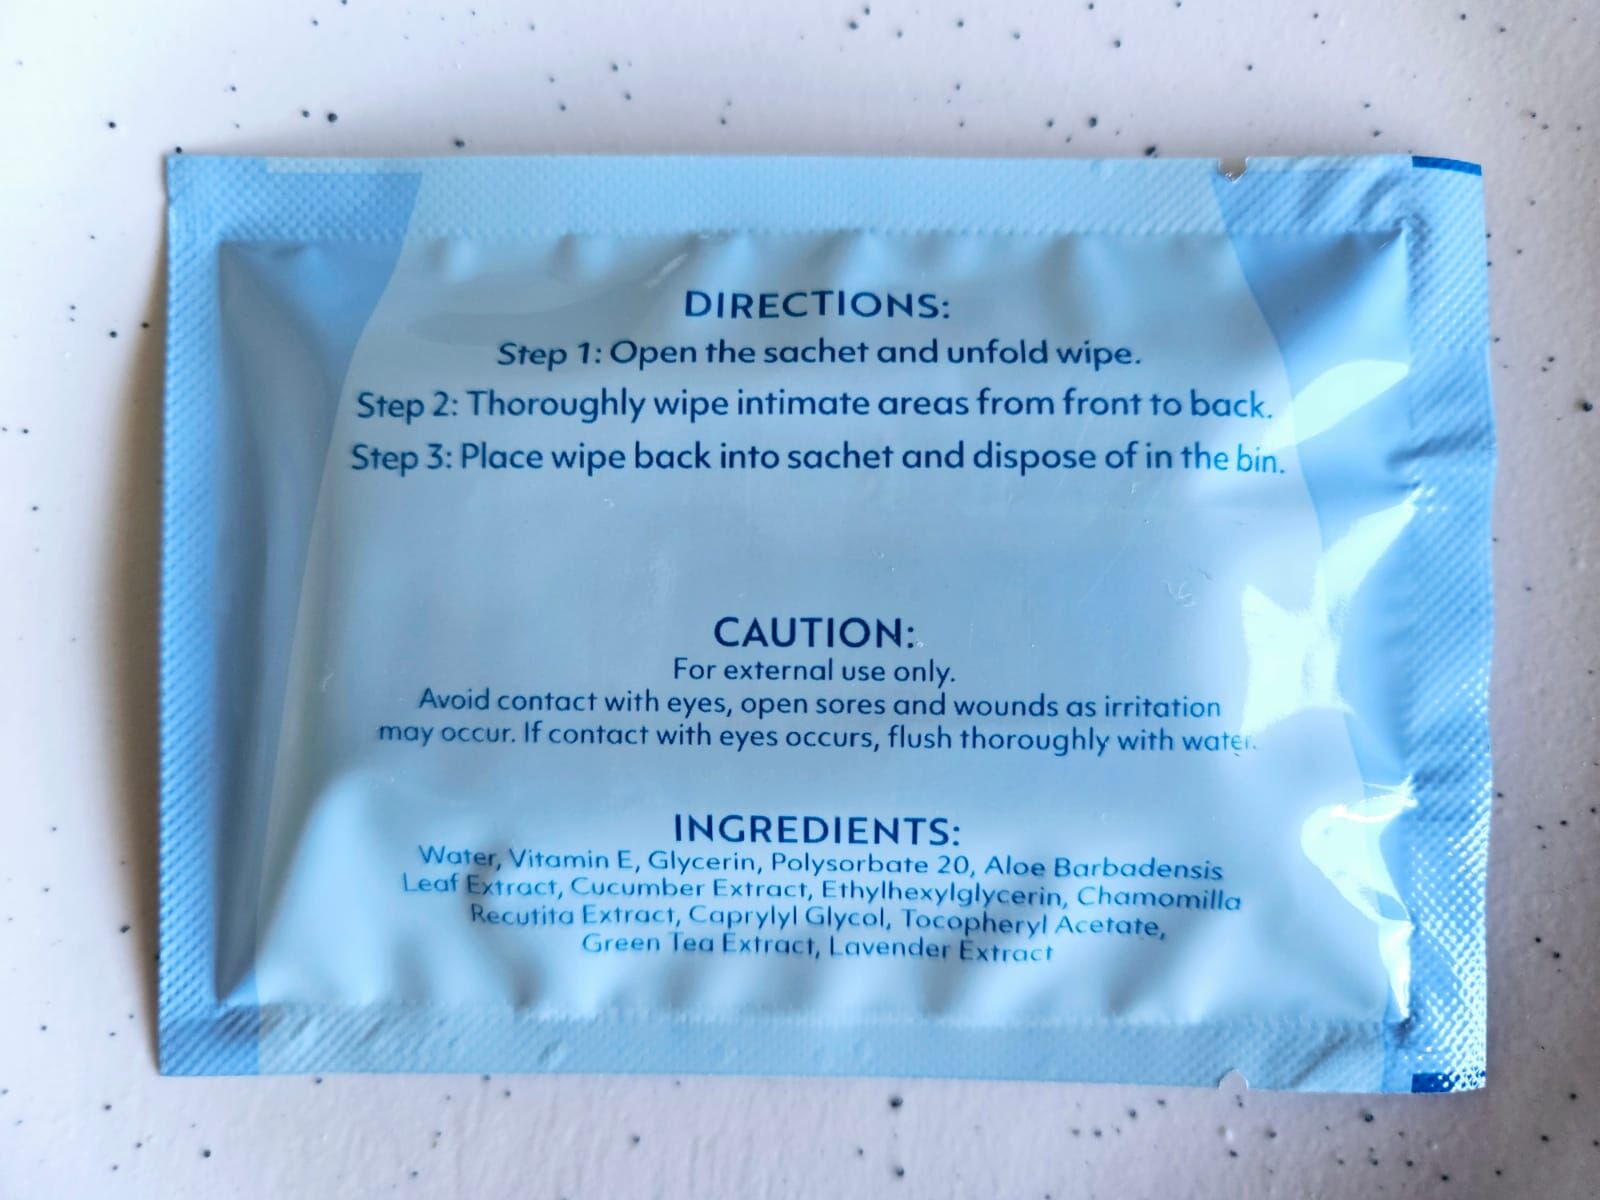 DIRECTIONS:
Step 1: Open the sachet and unfold wipe.
Step 2: Thoroughly wipe intimate areas from front to back.
Step 3: Place wipe back into sachet and dispose of in the bin.
CAUTION:
For external use only.
Avoid contact with eyes, open sores and wounds as irritation
may occur. If contact with eyes occurs, flush thoroughly with water.
INGREDIENTS:
Water, Vitamin E, Glycerin, Polysorbate 20, Aloe Barbadensis
Leaf Extract, Cucumber Extract, Ethylhexylglycerin, Chamomilla
Recutita Extract, Caprylyl Glycol, Tocopheryl Acetate,
Green Tea Extract, Lavender Extract